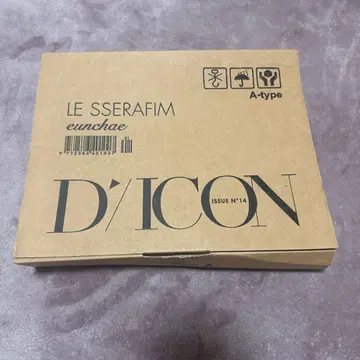 A-type
LE SSERAFIM
eunchae
D'/ICON
ISSUE N°14